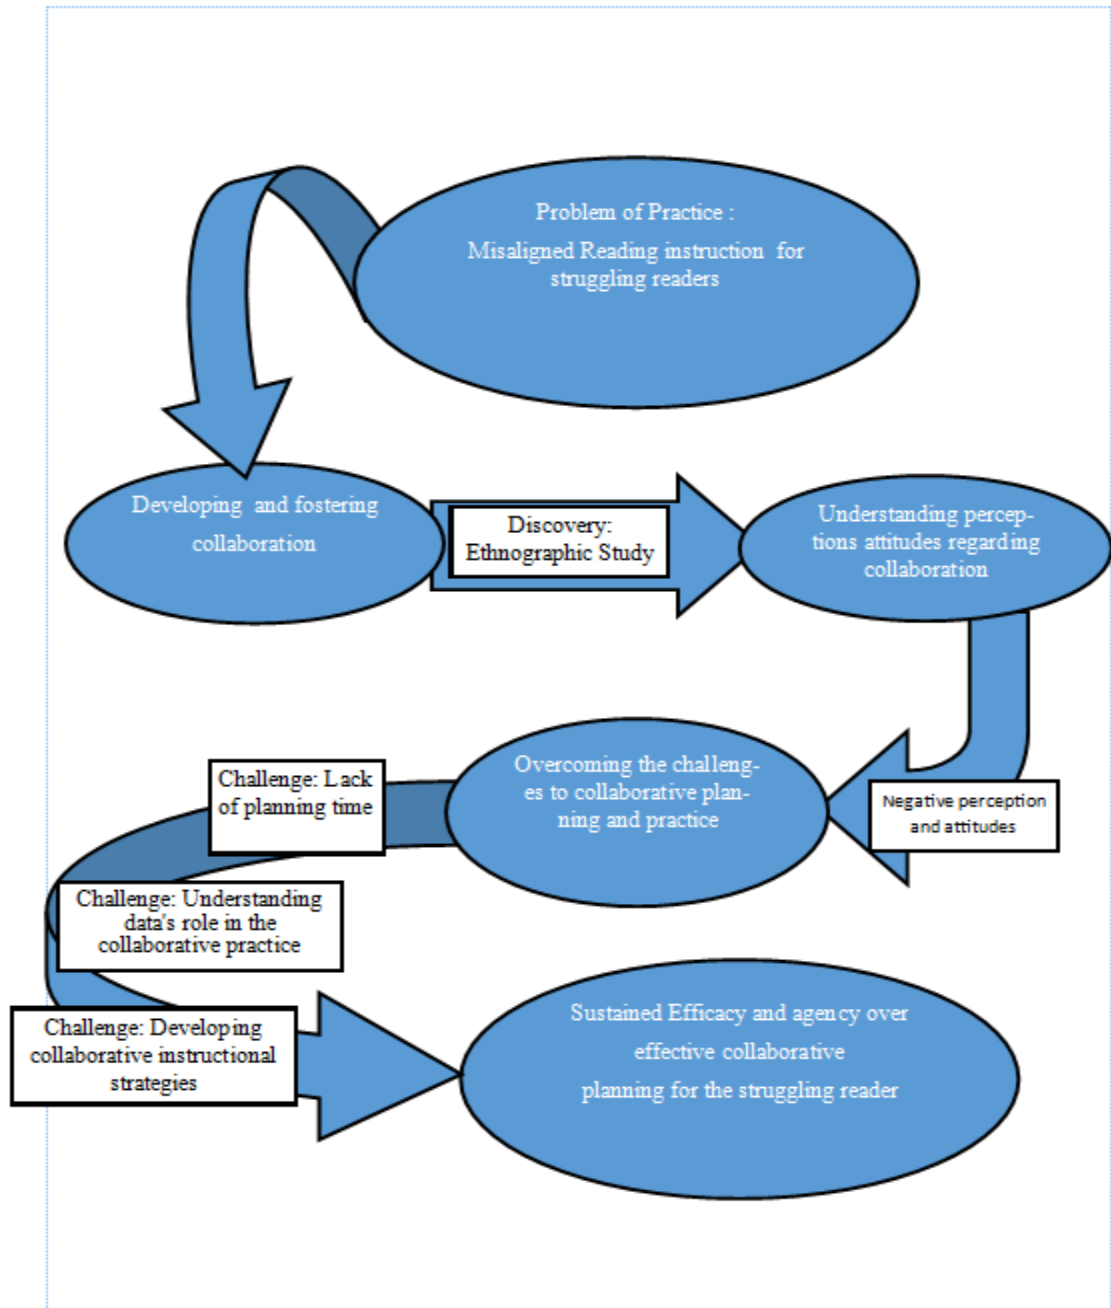 Problem of Practice :
Misaligned Reading instruction for
struggling readers
Developing and fostering
collaboration
Discovery:
Ethnographic Study
Understanding percep-
tions attitudes regarding
collaboration
Negative perception
and attitudes
Overcoming the challeng-
es to collaborative plan-
ning and practice
Challenge: Lack
of planning time
Challenge: Understanding
data's role in the
collaborative practice
Challenge: Developing
collaborative instructional
strategies
Sustained Efficacy and agency over
effective collaborative
planning for the struggling reader